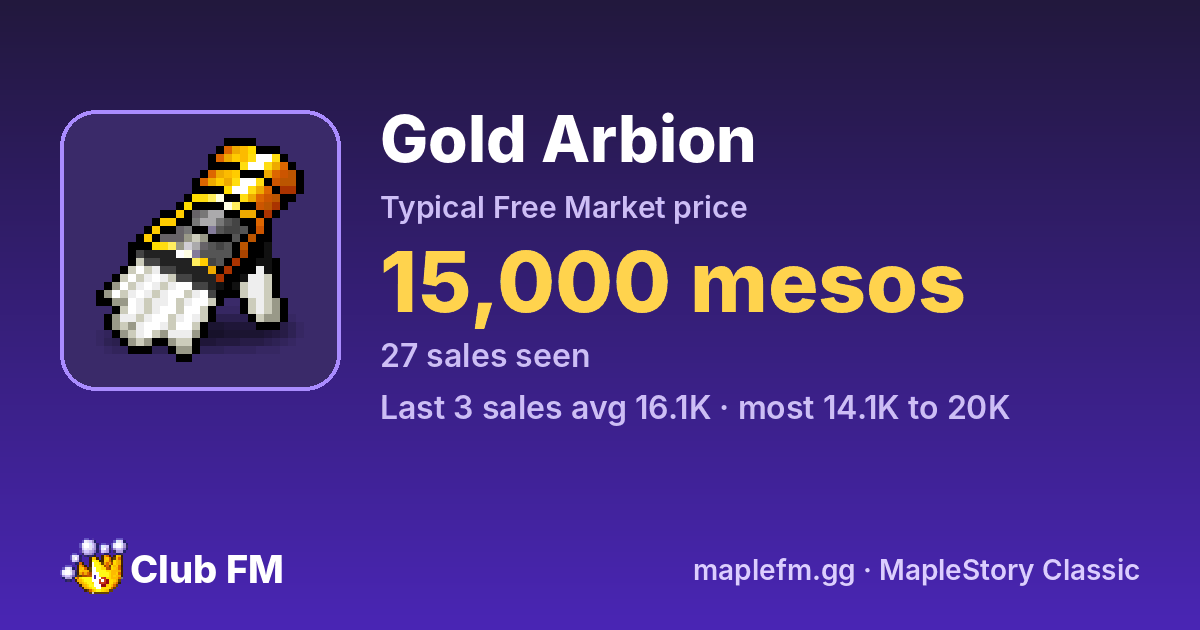 Gold Arbion
Typical Free Market price
15,000 mesos
27 sales seen
Last 3 sales avg 16.1K · most 14.1K to 20K
Club FM
maplefm.gg · MapleStory Classic